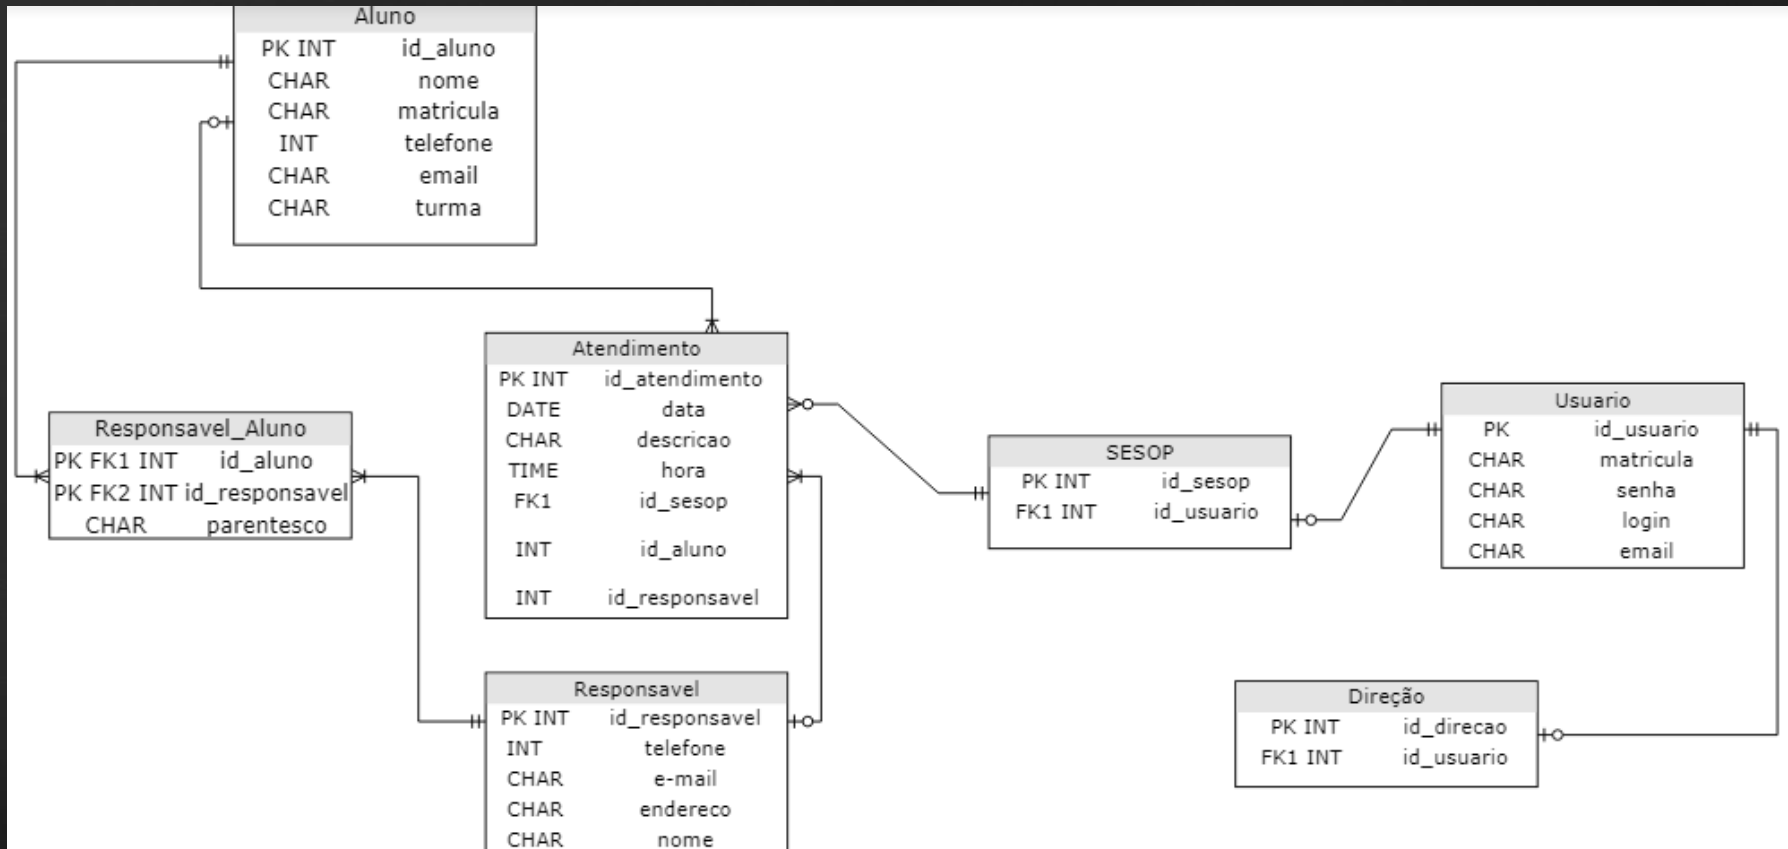 Aluno
PK INT id_aluno
CHAR nome
CHAR matricula
INT telefone
CHAR email
CHAR turma
Atendimento
PK INT id_atendimento
DATE data
CHAR descricao
TIME hora
FK1 id_sesop
INT id_aluno
INT id_responsavel
Responsavel_Aluno
PK FK1 INT id_aluno
PK FK2 INT id_responsavel
CHAR parentesco
SESOP
PK INT id_sesop
FK1 INT id_usuario
Usuario
PK id_usuario
CHAR matricula
CHAR senha
CHAR login
CHAR email
Responsavel
PK INT id_responsavel
INT telefone
CHAR e-mail
CHAR endereco
CHAR nome
Direção
PK INT id_direcao
FK1 INT id_usuario